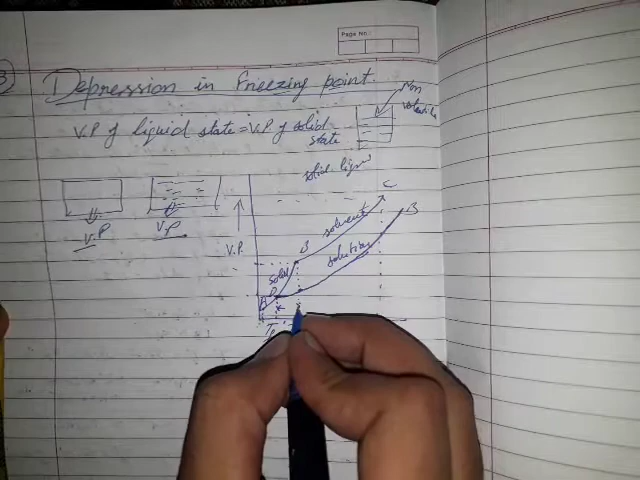 Page No.
3
Depression in Freezing point.
Non
volatile
V.P of liquid state = V.P of solid
state
solid liquid
V.P
V.P
V.P.
C
B
solvent
B
solution
solid
D
A